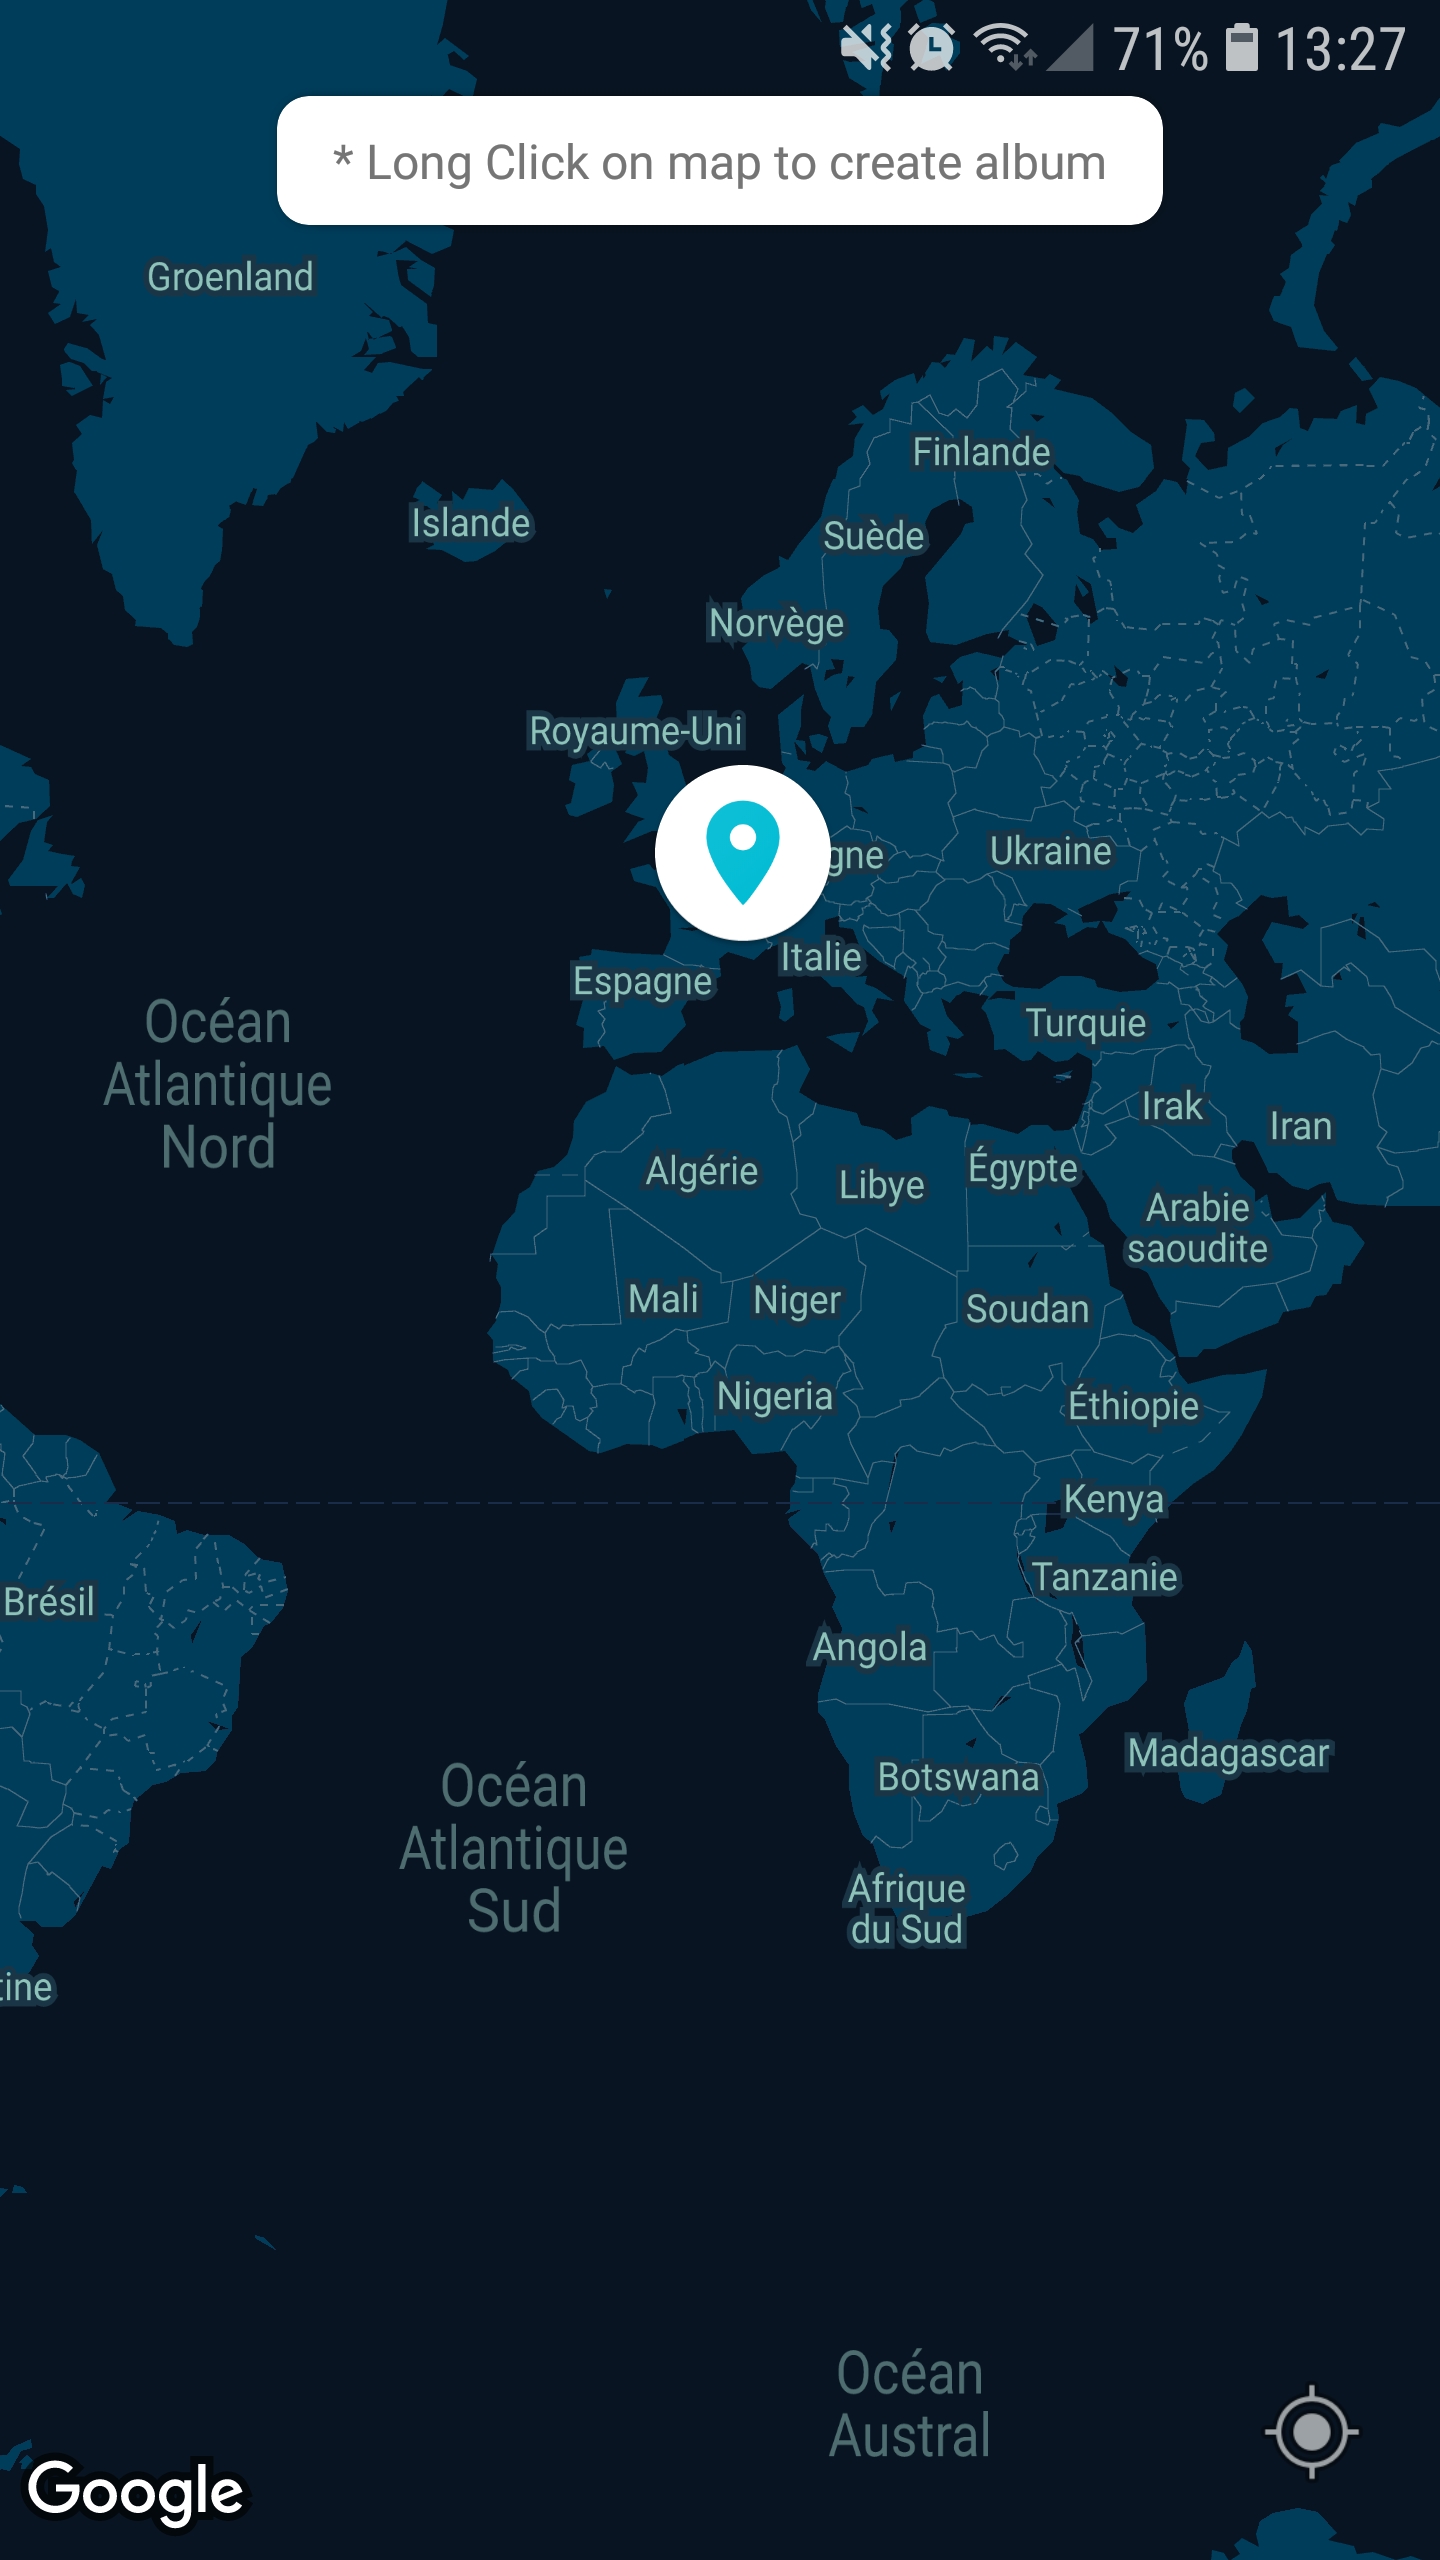 71% 13:27
* Long Click on map to create album
Groenland
Finlande
Islande
Suède
Norvège
Royaume-Uni
gne
Ukraine
Italie
Espagne
Océan
Atlantique
Nord
Turquie
Irak
Iran
Algérie
Libye
Égypte
Arabie
saoudite
Mali
Niger
Soudan
Nigeria
Éthiopie
Kenya
Tanzanie
Brésil
Angola
Madagascar
Botswana
Océan
Atlantique
Sud
Afrique
du Sud
tine
Océan
Austral
Google